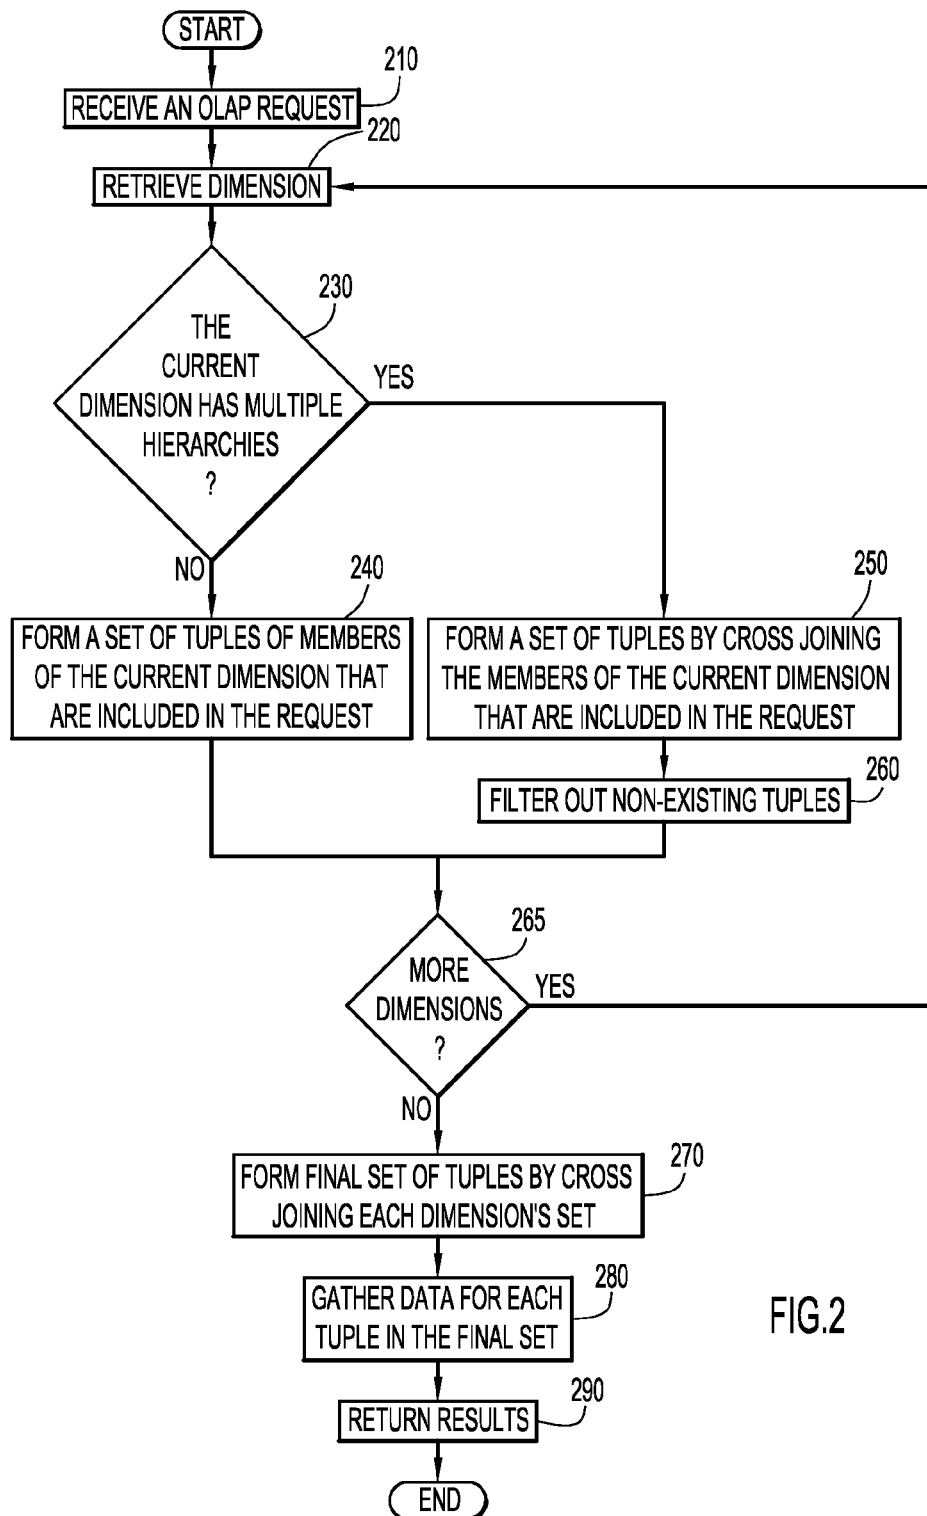 START
210
RECEIVE AN OLAP REQUEST
220
RETRIEVE DIMENSION
230
THE
CURRENT
DIMENSION HAS MULTIPLE
HIERARCHIES
?
YES
NO
240
FORM A SET OF TUPLES OF MEMBERS
OF THE CURRENT DIMENSION THAT
ARE INCLUDED IN THE REQUEST
250
FORM A SET OF TUPLES BY CROSS JOINING
THE MEMBERS OF THE CURRENT DIMENSION
THAT ARE INCLUDED IN THE REQUEST
260
FILTER OUT NON-EXISTING TUPLES
265
MORE
DIMENSIONS
?
YES
NO
270
FORM FINAL SET OF TUPLES BY CROSS
JOINING EACH DIMENSION'S SET
280
GATHER DATA FOR EACH
TUPLE IN THE FINAL SET
FIG.2
290
RETURN RESULTS
END